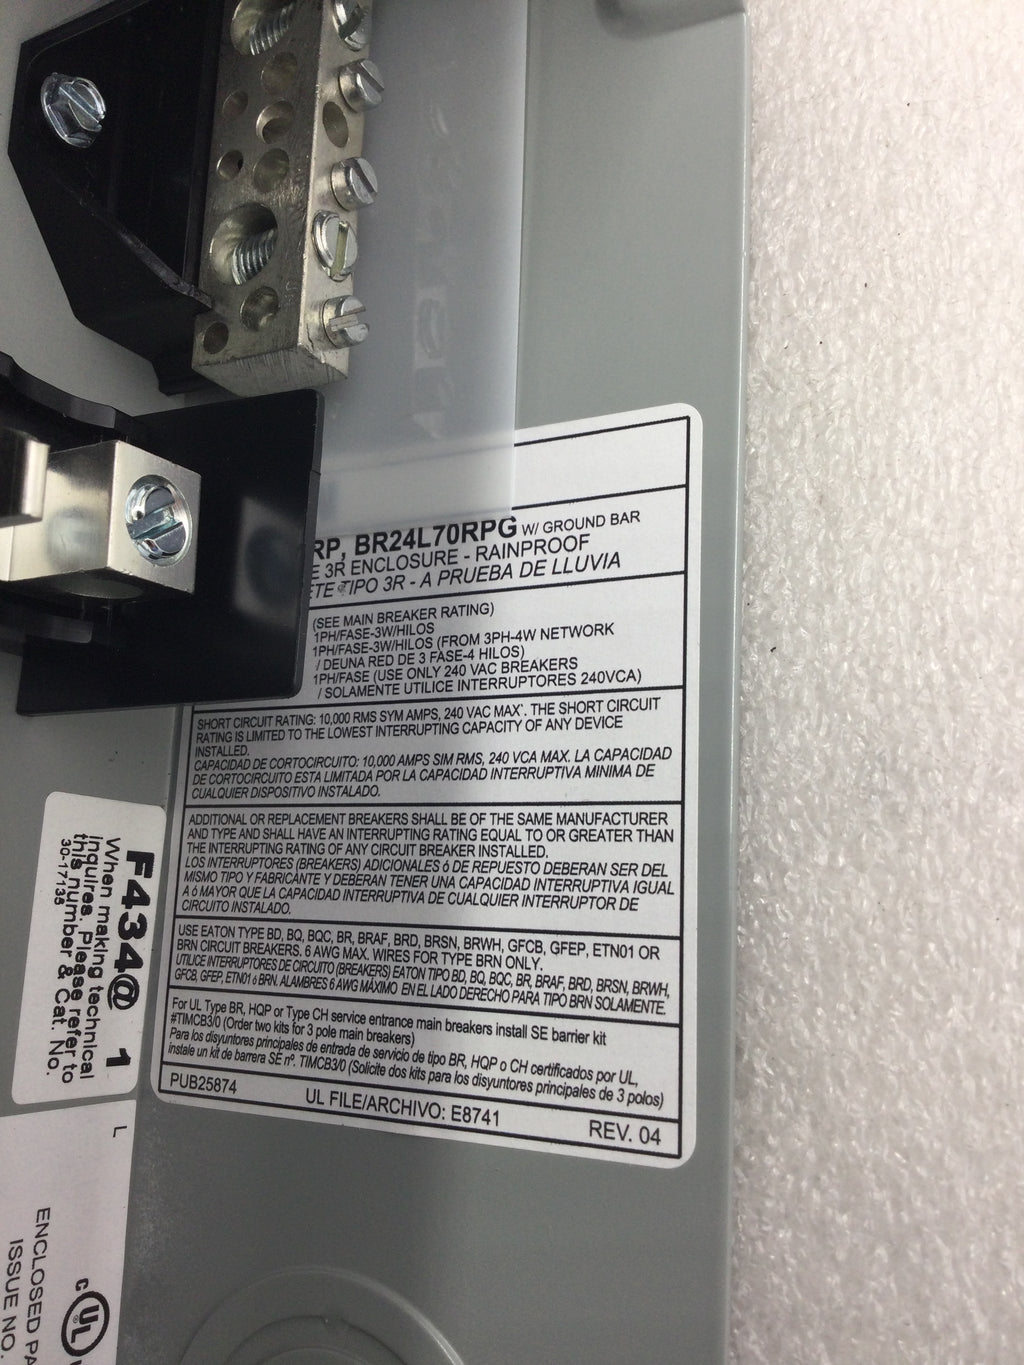 RP, BR24L70RPG W/ GROUND BAR
E 3R ENCLOSURE - RAINPROOF
TE TIPO 3R - A PRUEBA DE LLUVIA
(SEE MAIN BREAKER RATING)
1PH/FASE-3W/HILOS
1PH/FASE-3W/HILOS (FROM 3PH-4W NETWORK
/ DEUNA RED DE 3 FASE-4 HILOS)
1PH/FASE (USE ONLY 240 VAC BREAKERS
/ SOLAMENTE UTILICE INTERRUPTORES 240VCA)
SHORT CIRCUIT RATING: 10,000 RMS SYM AMPS, 240 VAC MAX*. THE SHORT CIRCUIT
RATING IS LIMITED TO THE LOWEST INTERRUPTING CAPACITY OF ANY DEVICE
INSTALLED.
CAPACIDAD DE CORTOCIRCUITO: 10,000 AMPS SIM RMS, 240 VCA MAX. LA CAPACIDAD
DE CORTOCIRCUITO ESTA LIMITADA POR LA CAPACIDAD INTERRUPTIVA MINIMA DE
CUALQUIER DISPOSITIVO INSTALADO.
ADDITIONAL OR REPLACEMENT BREAKERS SHALL BE OF THE SAME MANUFACTURER
AND TYPE AND SHALL HAVE AN INTERRUPTING RATING EQUAL TO OR GREATER THAN
THE INTERRUPTING RATING OF ANY CIRCUIT BREAKER INSTALLED.
LOS INTERRUPTORES (BREAKERS) ADICIONALES ó DE REPUESTO DEBERAN SER DEL
MISMO TIPO Y FABRICANTE Y DEBERAN TENER UNA CAPACIDAD INTERRUPTIVA IGUAL
A ó MAYOR QUE LA CAPACIDAD INTERRUPTIVA DE CUALQUIER INTERRUPTOR DE
CIRCUITO INSTALADO.
USE EATON TYPE BD, BQ, BQC, BR, BRAF, BRD, BRSN, BRWH, GFCB, GFEP, ETN01 OR
BRN CIRCUIT BREAKERS. 6 AWG MAX. WIRES FOR TYPE BRN ONLY.
UTILICE INTERRUPTORES DE CIRCUITO (BREAKERS) EATON TIPO BD, BQ, BQC, BR, BRAF, BRD, BRSN, BRWH,
GFCB, GFEP, ETN01 ó BRN. ALAMBRES 6 AWG MÁXIMO EN EL LADO DERECHO PARA TIPO BRN SOLAMENTE.
For UL Type BR, HQP or Type CH service entrance main breakers install SE barrier kit
#TIMCB3/0 (Order two kits for 3 pole main breakers)
Para los disyuntores principales de entrada de servicio de tipo BR, HQP o CH certificados por UL,
instale un kit de barrera SE nº. TIMCB3/0 (Solicite dos kits para los disyuntores principales de 3 polos)
PUB25874 UL FILE/ARCHIVO: E8741 REV. 04
F434@ 1
When making technical
inquires. Please refer to
this number & Cat. No.
30-17135
L
C UL
ENCLOSED PA
ISSUE NO.